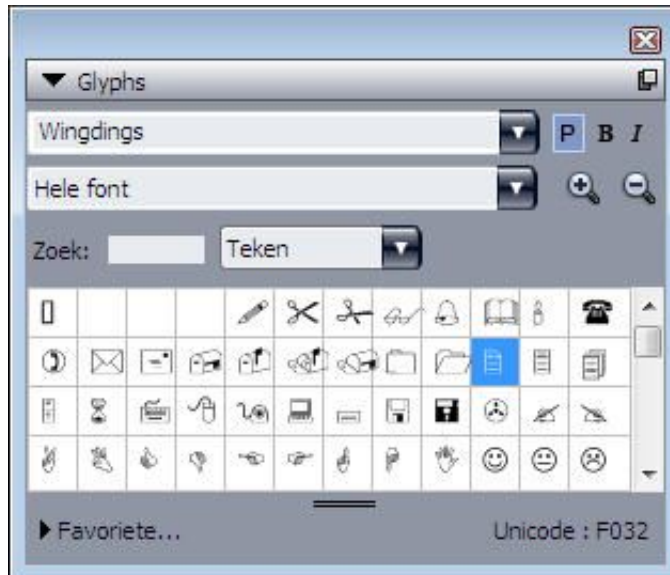 Glyphs
Wingdings
P B I
Hele font
Zoek:
Teken
Favoriete...
Unicode : F032